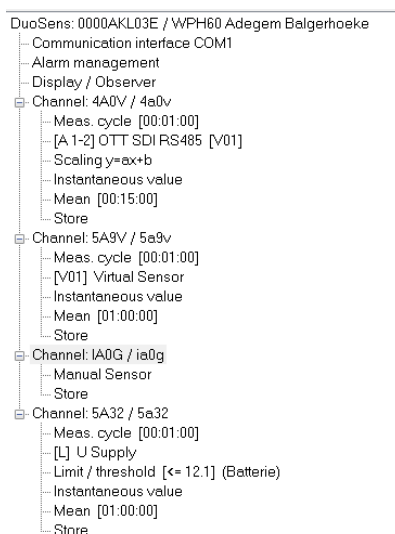 DuoSens: 0000AKL03E / WPH60 Adegem Balgerhoeke
Communication interface COM1
Alarm management
Display / Observer
Channel: 4A0V / 4a0v
Meas. cycle [00:01:00]
[A 1-2] OTT SDI RS485 [V01]
Scaling y=ax+b
Instantaneous value
Mean [00:15:00]
Store
Channel: 5A9V / 5a9v
Meas. cycle [00:01:00]
[V01] Virtual Sensor
Instantaneous value
Mean [01:00:00]
Store
Channel: IA0G / ia0g
Manual Sensor
Store
Channel: 5A32 / 5a32
Meas. cycle [00:01:00]
[L] U Supply
Limit / threshold [<= 12.1] (Batterie)
Instantaneous value
Mean [01:00:00]
Store